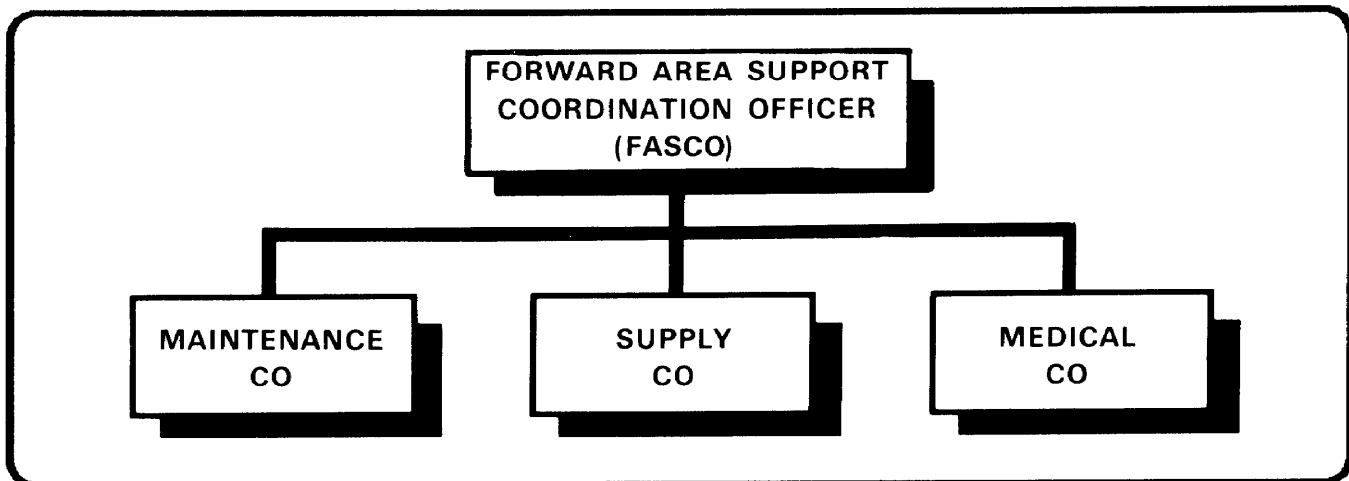 FORWARD AREA SUPPORT
COORDINATION OFFICER
(FASCO)
MAINTENANCE
CO
SUPPLY
CO
MEDICAL
CO